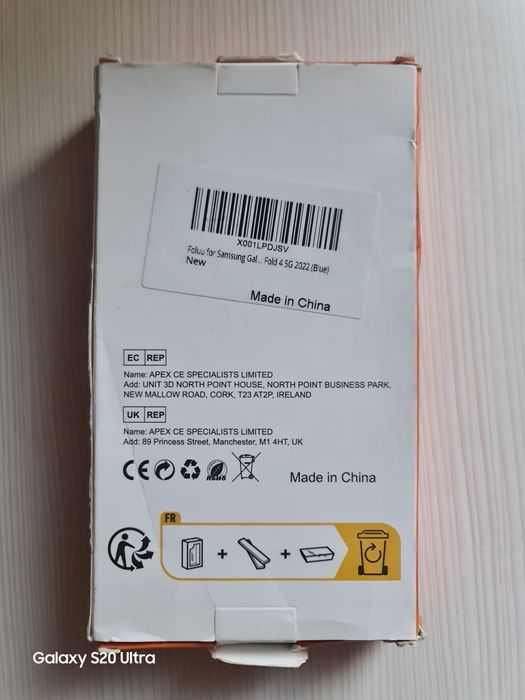 X001LPDJSV
Foluu for Samsung Gal... Fold 4 5G 2022 (Blue)
New
Made in China
EC REP
Name: APEX CE SPECIALISTS LIMITED
Add: UNIT 3D NORTH POINT HOUSE, NORTH POINT BUSINESS PARK,
NEW MALLOW ROAD, CORK, T23 AT2P, IRELAND
UK REP
Name: APEX CE SPECIALISTS LIMITED
Add: 89 Princess Street, Manchester, M1 4HT, UK
CE RoHS Made in China
FR
+ +
Galaxy S20 Ultra